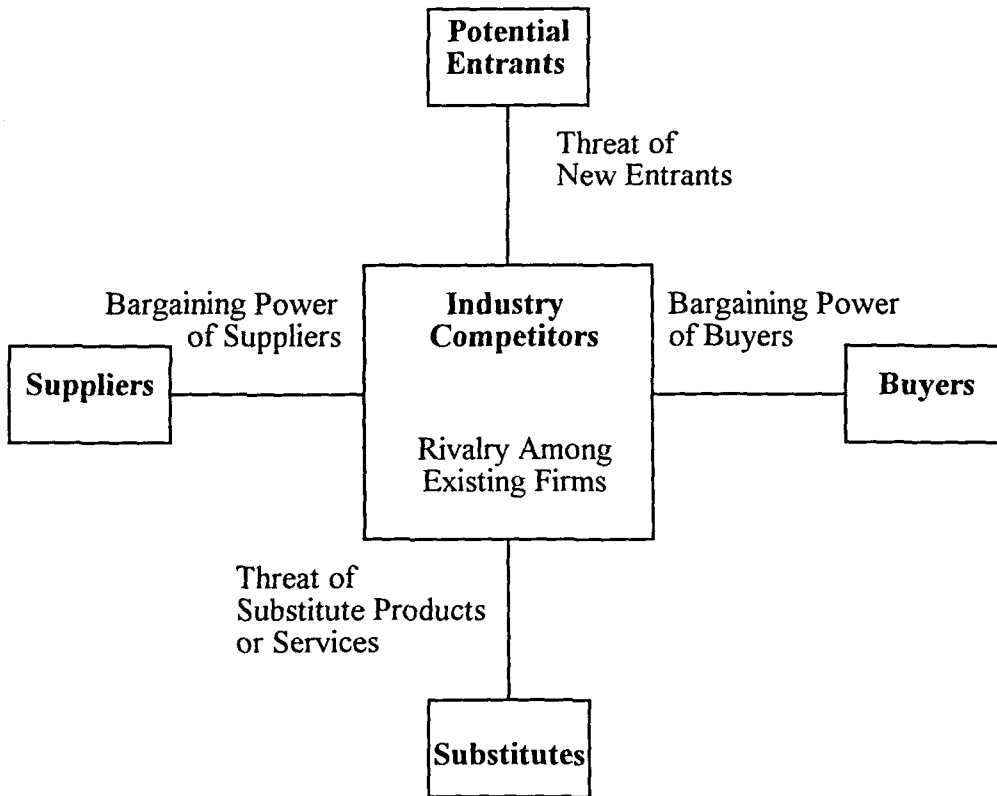 Potential
Entrants
Threat of
New Entrants
Bargaining Power
of Suppliers
Industry
Competitors
Bargaining Power
of Buyers
Suppliers
Buyers
Rivalry Among
Existing Firms
Threat of
Substitute Products
or Services
Substitutes